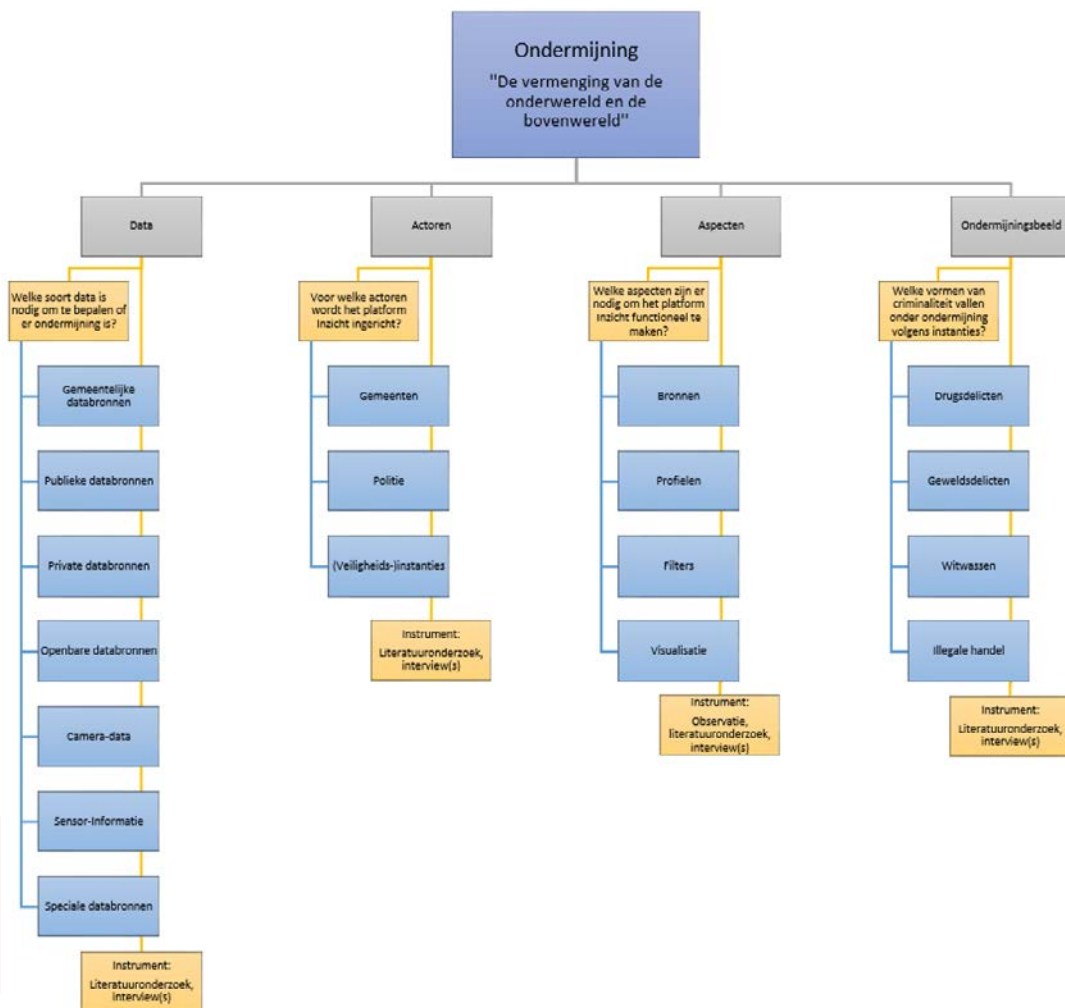 Ondermijning
"De vermenging van de
onderwereld en de
bovenwereld"
Data
Welke soort data is
nodig om te bepalen of
er ondermijning is?
Gemeentelijke
databronnen
Publieke databronnen
Private databronnen
Openbare databronnen
Camera-data
Sensor-Informatie
Speciale databronnen
Instrument:
Literatuuronderzoek,
interview(s)
Actoren
Voor welke actoren
wordt het platform
Inzicht ingericht?
Gemeenten
Politie
(Veiligheids-)instanties
Instrument:
Literatuuronderzoek,
interview(s)
Aspecten
Welke aspecten zijn er
nodig om het platform
Inzicht functioneel te
maken?
Bronnen
Profielen
Filters
Visualisatie
Instrument:
Observatie,
literatuuronderzoek,
interview(s)
Ondermijningsbeeld
Welke vormen van
criminaliteit vallen
onder ondermijning
volgens instanties?
Drugsdelicten
Geweldsdelicten
Witwassen
Illegale handel
Instrument:
Literatuuronderzoek,
interview(s)